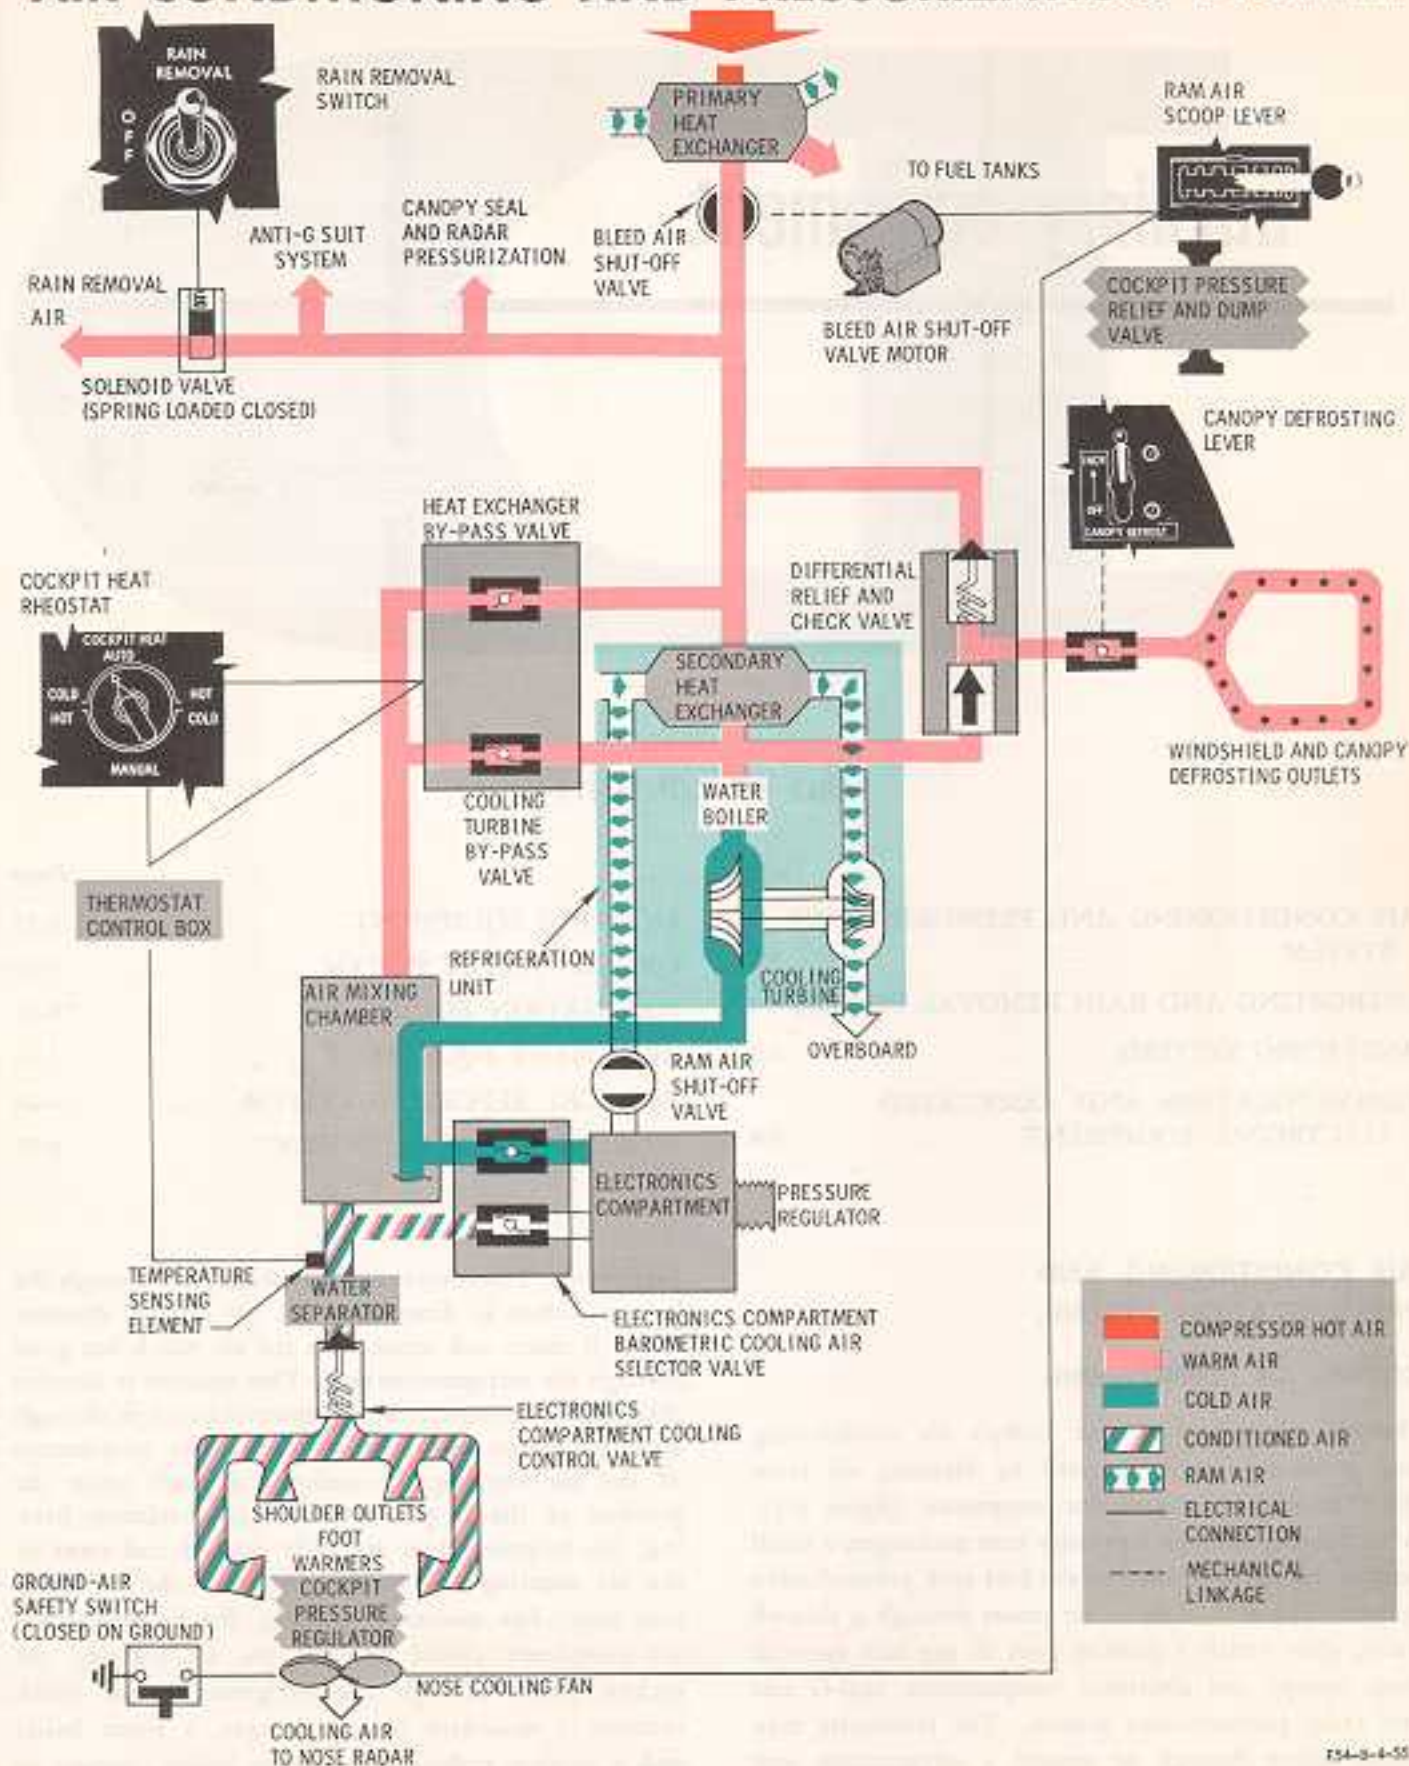 AIR CONDITIONING AND PRESSURIZATION
RAIN
REMOVAL
OFF
RAIN REMOVAL
SWITCH
PRIMARY
HEAT
EXCHANGER
RAM AIR
SCOOP LEVER
TO FUEL TANKS
ANTI-G SUIT
SYSTEM
CANOPY SEAL
AND RADAR
PRESSURIZATION
BLEED AIR
SHUT-OFF
VALVE
RAIN REMOVAL
AIR
COCKPIT PRESSURE
RELIEF AND DUMP
VALVE
BLEED AIR SHUT-OFF
VALVE MOTOR
SOLENOID VALVE
(SPRING LOADED CLOSED)
CANOPY DEFROSTING
LEVER
OFF
CANOPY DEFROST
HEAT EXCHANGER
BY-PASS VALVE
COCKPIT HEAT
RHEOSTAT
DIFFERENTIAL
RELIEF AND
CHECK VALVE
COCKPIT HEAT
AUTO
COLD
HOT
HOT
COLD
MANUAL
SECONDARY
HEAT
EXCHANGER
WINDSHIELD AND CANOPY
DEFROSTING OUTLETS
WATER
BOILER
COOLING
TURBINE
BY-PASS
VALVE
THERMOSTAT
CONTROL BOX
REFRIGERATION
UNIT
COOLING
TURBINE
AIR MIXING
CHAMBER
OVERBOARD
RAM AIR
SHUT-OFF
VALVE
ELECTRONICS
COMPARTMENT
PRESSURE
REGULATOR
TEMPERATURE
SENSING
ELEMENT
WATER
SEPARATOR
ELECTRONICS COMPARTMENT
BAROMETRIC COOLING AIR
SELECTOR VALVE
COMPRESSOR HOT AIR
WARM AIR
COLD AIR
CONDITIONED AIR
RAM AIR
ELECTRICAL
CONNECTION
MECHANICAL
LINKAGE
ELECTRONICS
COMPARTMENT COOLING
CONTROL VALVE
SHOULDER OUTLETS
FOOT
WARMERS
COCKPIT
PRESSURE
REGULATOR
GROUND-AIR
SAFETY SWITCH
(CLOSED ON GROUND)
NOSE COOLING FAN
COOLING AIR
TO NOSE RADAR